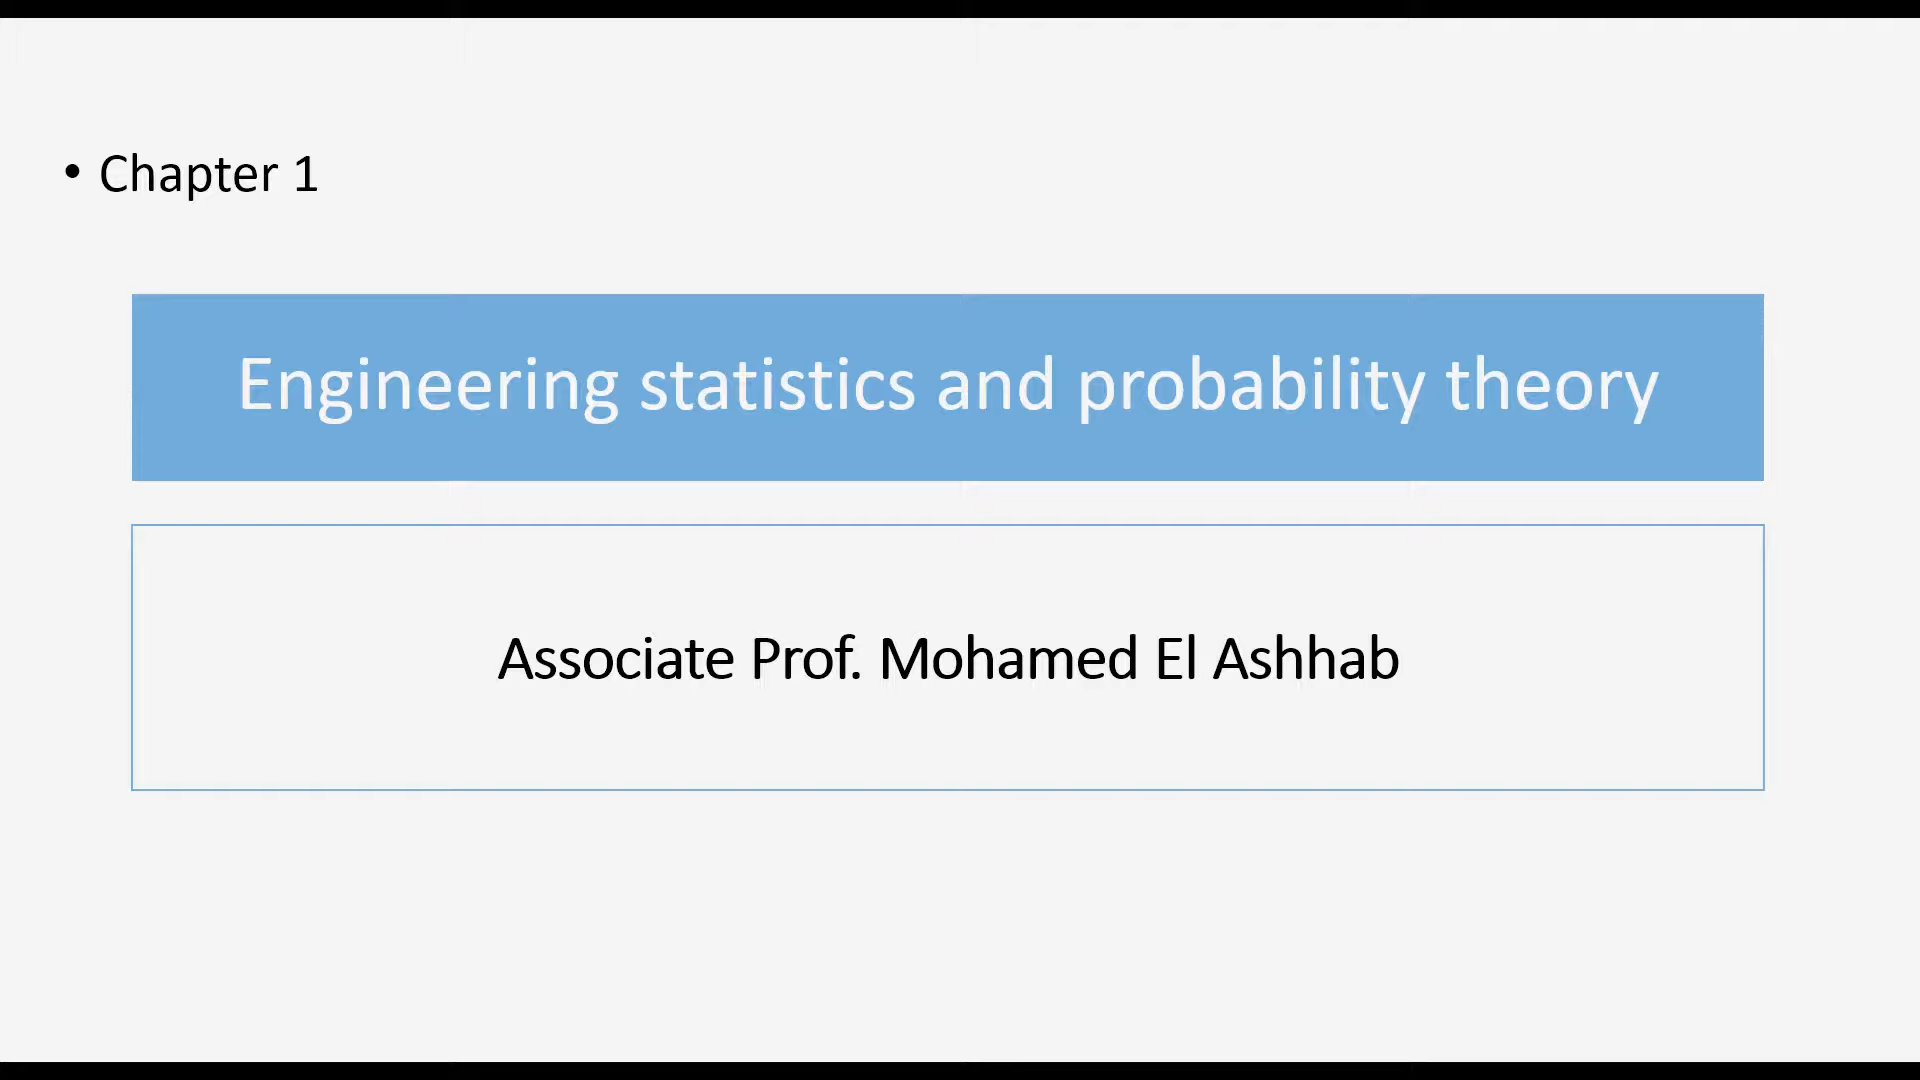 • Chapter 1
Engineering statistics and probability theory
Associate Prof. Mohamed El Ashhab